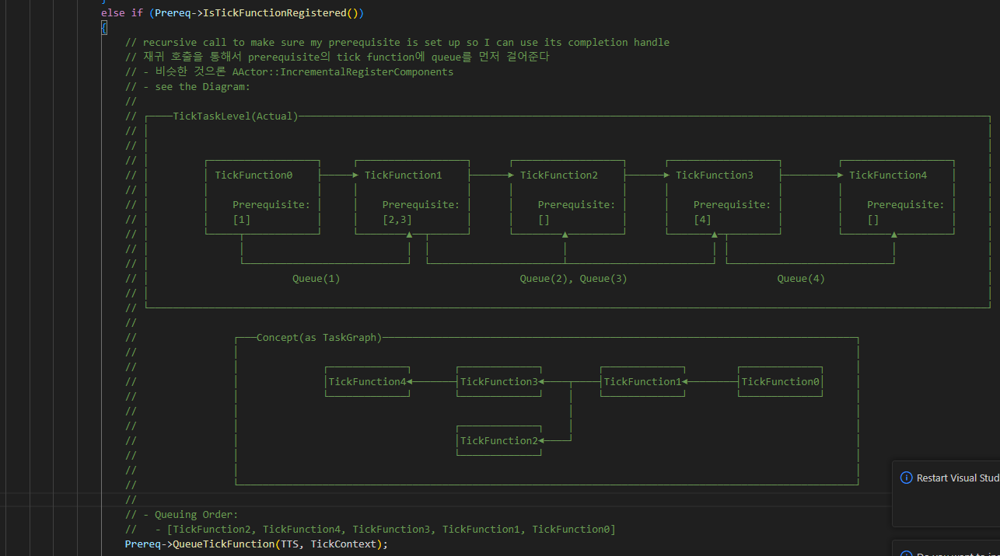 else if (Prereq->IsTickFunctionRegistered())
{
// recursive call to make sure my prerequisite is set up so I can use its completion handle
// 재귀 호출을 통해서 prerequisite의 tick function에 queue를 먼저 걸어준다
// - 비슷한 것으론 AActor::IncrementalRegisterComponents
// - see the Diagram:
//
// TickTaskLevel(Actual)
//
//
//
// TickFunction0 TickFunction1 TickFunction2 TickFunction3 TickFunction4
//
// Prerequisite: Prerequisite: Prerequisite: Prerequisite: Prerequisite:
// [1] [2,3] [] [4] []
//
//
//
// Queue(1) Queue(2), Queue(3) Queue(4)
//
//
//
// Concept(as TaskGraph)
//
//
// TickFunction4 TickFunction3 TickFunction1 TickFunction0
//
//
//
// TickFunction2
//
//
//
//
// - Queuing Order:
// - [TickFunction2, TickFunction4, TickFunction3, TickFunction1, TickFunction0]
Prereq->QueueTickFunction(TTS, TickContext);
Restart Visual Stud